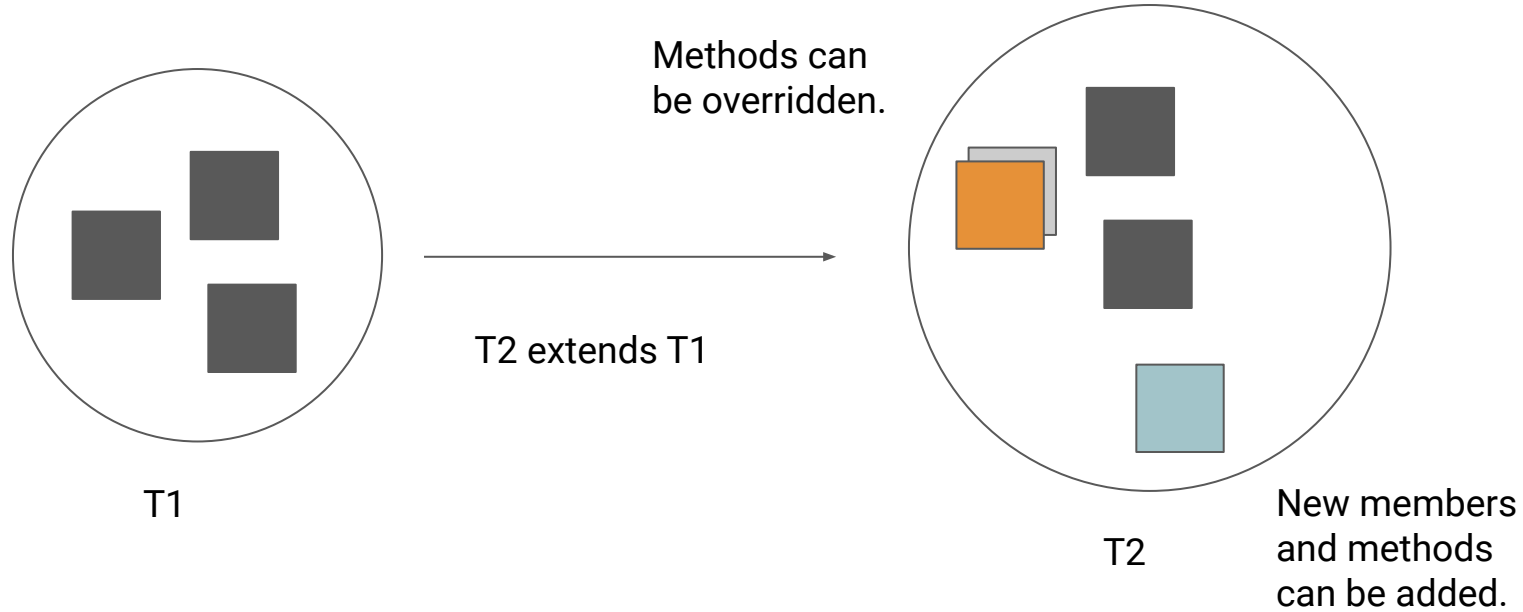 Methods can
be overridden.
T2 extends T1
T1
T2
New members
and methods
can be added.